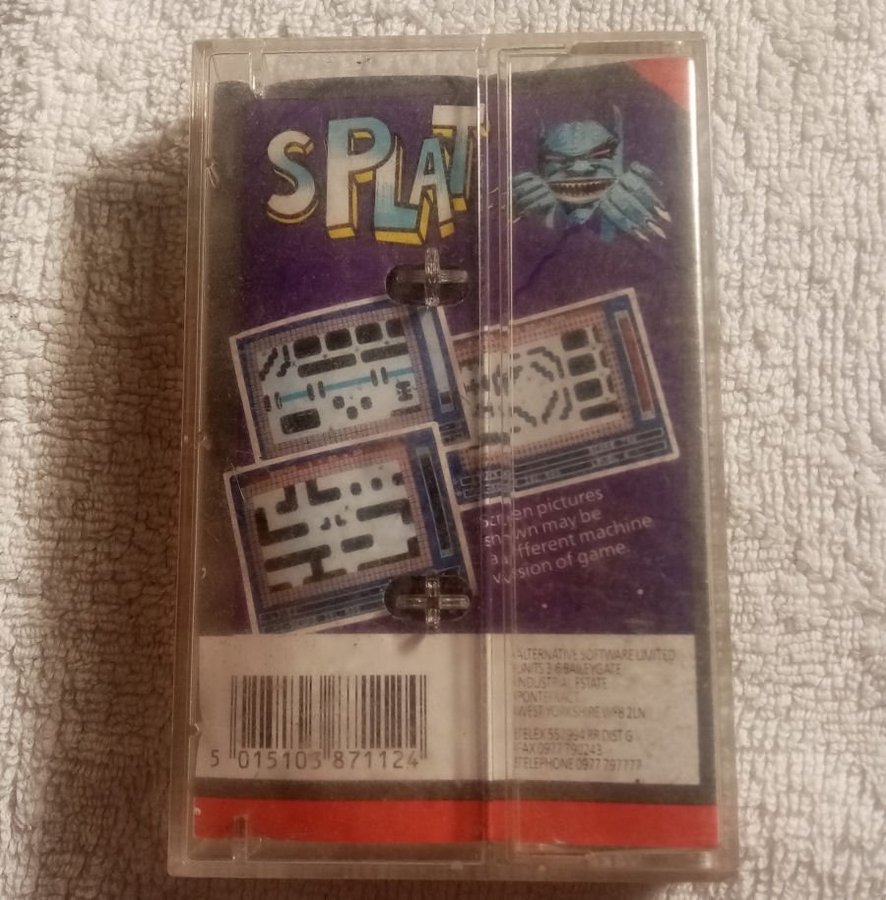 SPLAT
Screen pictures
shown may be
a different machine
version of game.
ALTERNATIVE SOFTWARE LIMITED
UNITS 3-6 BAILEYGATE
INDUSTRIAL ESTATE
PONTEFRACT
WEST YORKSHIRE WF8 2LN
TELEX 557994 RR DIST G
FAX 0977 790243
TELEPHONE 0977 797777
5 015103 871124